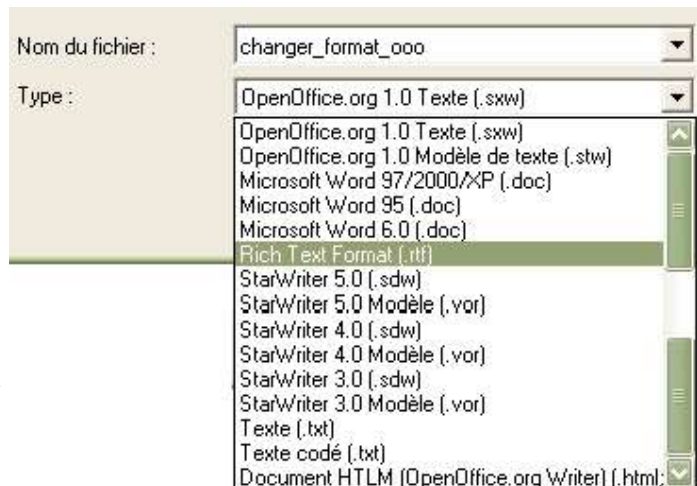 Nom du fichier :
changer_format_ooo
Type :
OpenOffice.org 1.0 Texte (.sxw)
OpenOffice.org 1.0 Texte (.sxw)
OpenOffice.org 1.0 Modèle de texte (.stw)
Microsoft Word 97/2000/XP (.doc)
Microsoft Word 95 (.doc)
Microsoft Word 6.0 (.doc)
Rich Text Format (.rtf)
StarWriter 5.0 (.sdw)
StarWriter 5.0 Modèle (.vor)
StarWriter 4.0 (.sdw)
StarWriter 4.0 Modèle (.vor)
StarWriter 3.0 (.sdw)
StarWriter 3.0 Modèle (.vor)
Texte (.txt)
Texte codé (.txt)
Document HTLM (OpenOffice.org Writer) (.html;